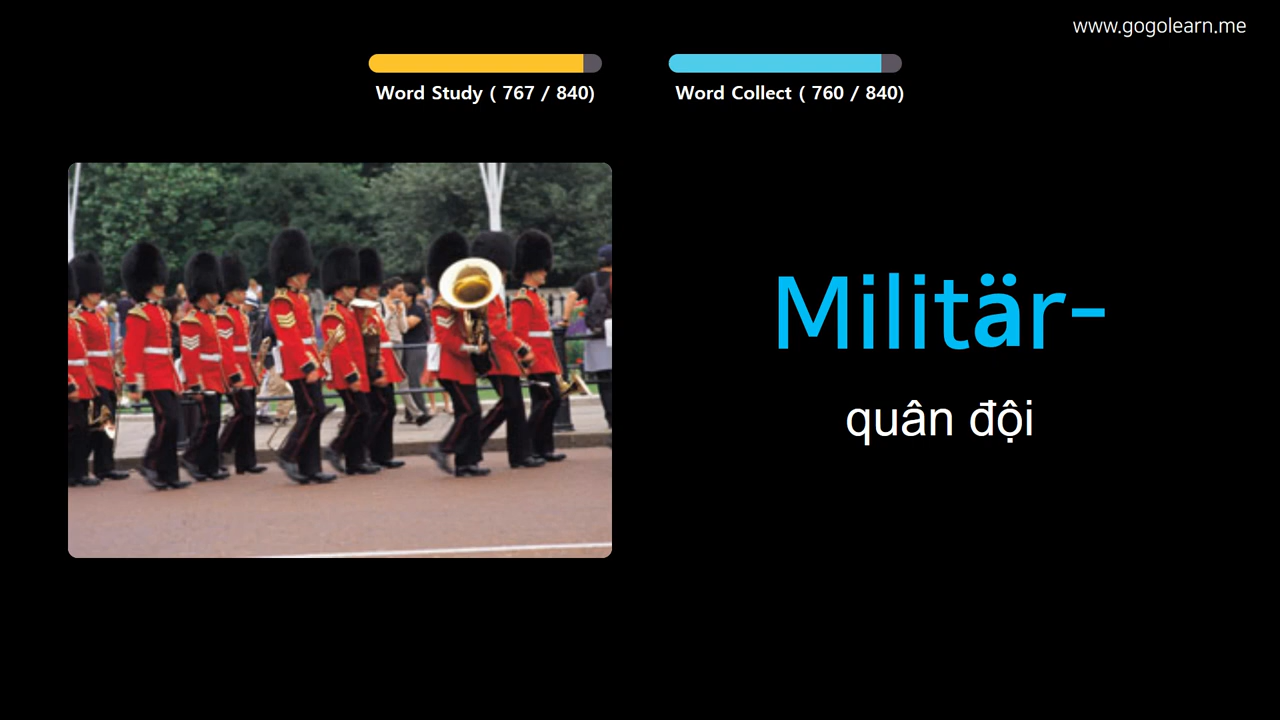 www.gogolearn.me
Word Study ( 767 / 840)
Word Collect ( 760 / 840)
Militär-
quân đội